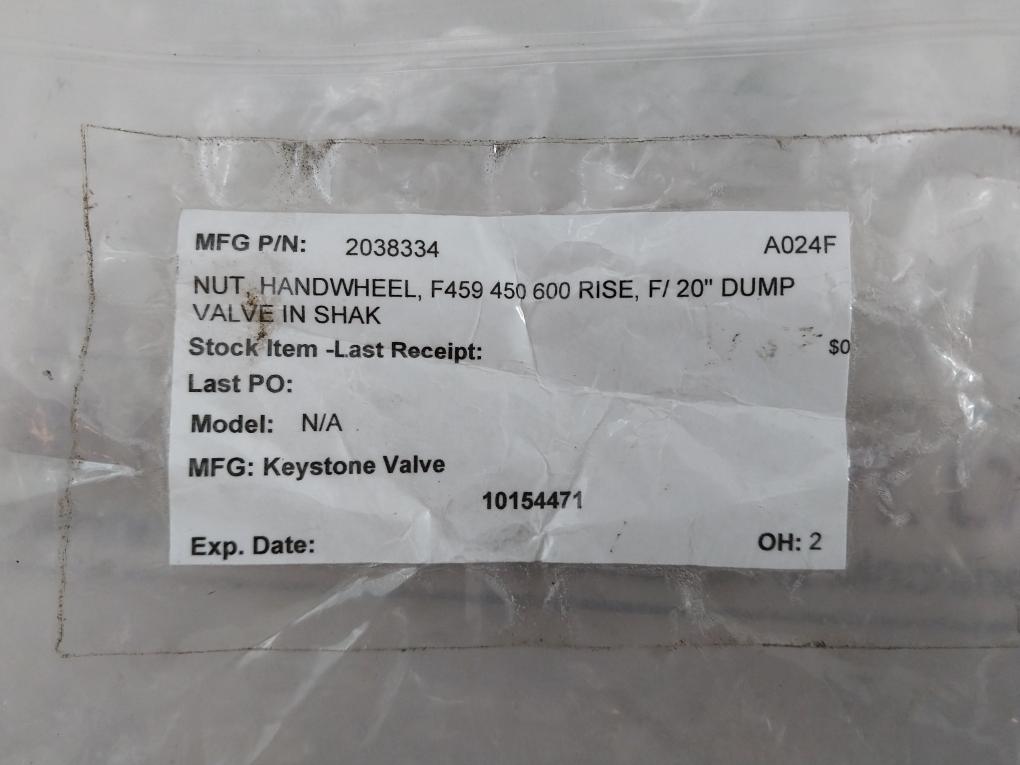 MFG P/N: 2038334 A024F
NUT, HANDWHEEL, F459 450 600 RISE, F/ 20" DUMP
VALVE IN SHAK
Stock Item -Last Receipt: $0
Last PO:
Model: N/A
MFG: Keystone Valve
10154471
Exp. Date: OH: 2